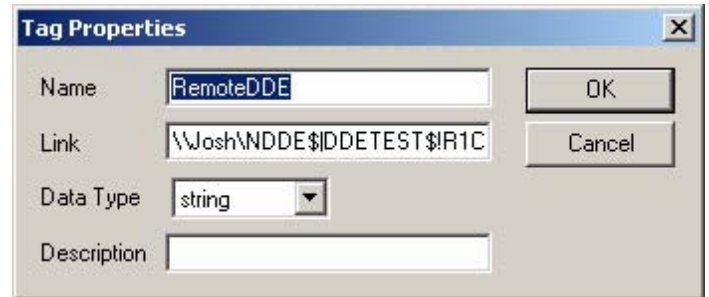 Tag Properties
Name RemoteDDE OK
Link \\Josh\NDDE$|DDETEST$!R1C Cancel
Data Type string
Description